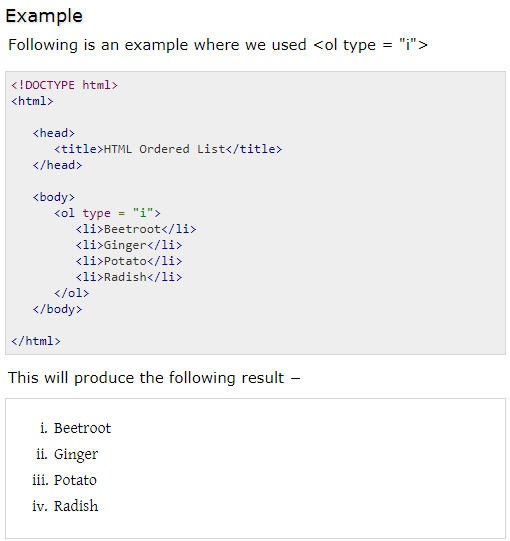 Example
Following is an example where we used <ol type = "i">
<!DOCTYPE html>
<html>
<head>
<title>HTML Ordered List</title>
</head>
<body>
<ol type = "i">
<li>Beetroot</li>
<li>Ginger</li>
<li>Potato</li>
<li>Radish</li>
</ol>
</body>
</html>
This will produce the following result −
i. Beetroot
ii. Ginger
iii. Potato
iv. Radish